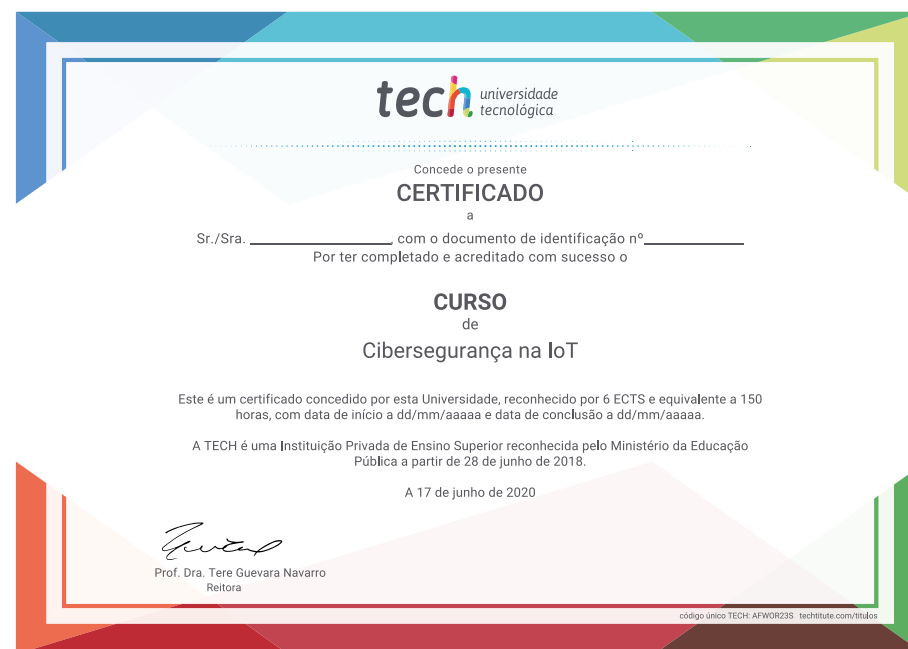 tech universidade
tecnológica
Concede o presente
CERTIFICADO
a
Sr./Sra. ____________________, com o documento de identificação nº______________
Por ter completado e acreditado com sucesso o
CURSO
de
Cibersegurança na IoT
Este é um certificado concedido por esta Universidade, reconhecido por 6 ECTS e equivalente a 150
horas, com data de início a dd/mm/aaaaa e data de conclusão a dd/mm/aaaaa.
A TECH é uma Instituição Privada de Ensino Superior reconhecida pelo Ministério da Educação
Pública a partir de 28 de junho de 2018.
A 17 de junho de 2020
Prof. Dra. Tere Guevara Navarro
Reitora
código único TECH: AFWOR23S techtitute.com/titulos